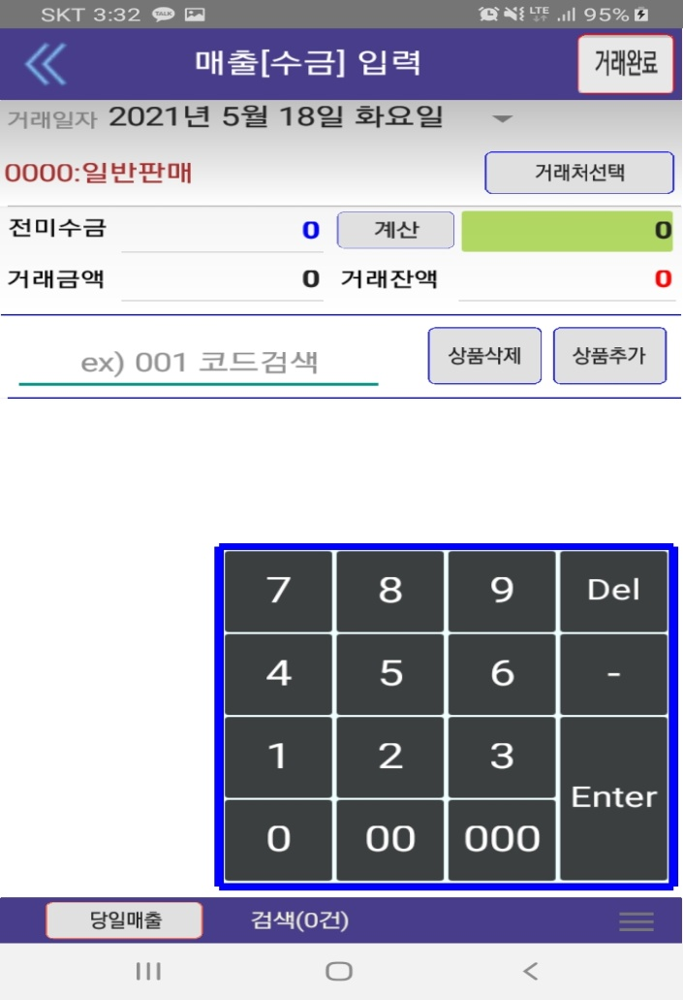 SKT 3:32 TALK LTE 95%
매출[수금] 입력 거래완료
거래일자 2021년 5월 18일 화요일
0000:일반판매 거래처선택
전미수금 0 계산 0
거래금액 0 거래잔액 0
ex) 001 코드검색 상품삭제 상품추가
7 8 9 Del
4 5 6 -
1 2 3
Enter
0 00 000
당일매출 검색(0건)